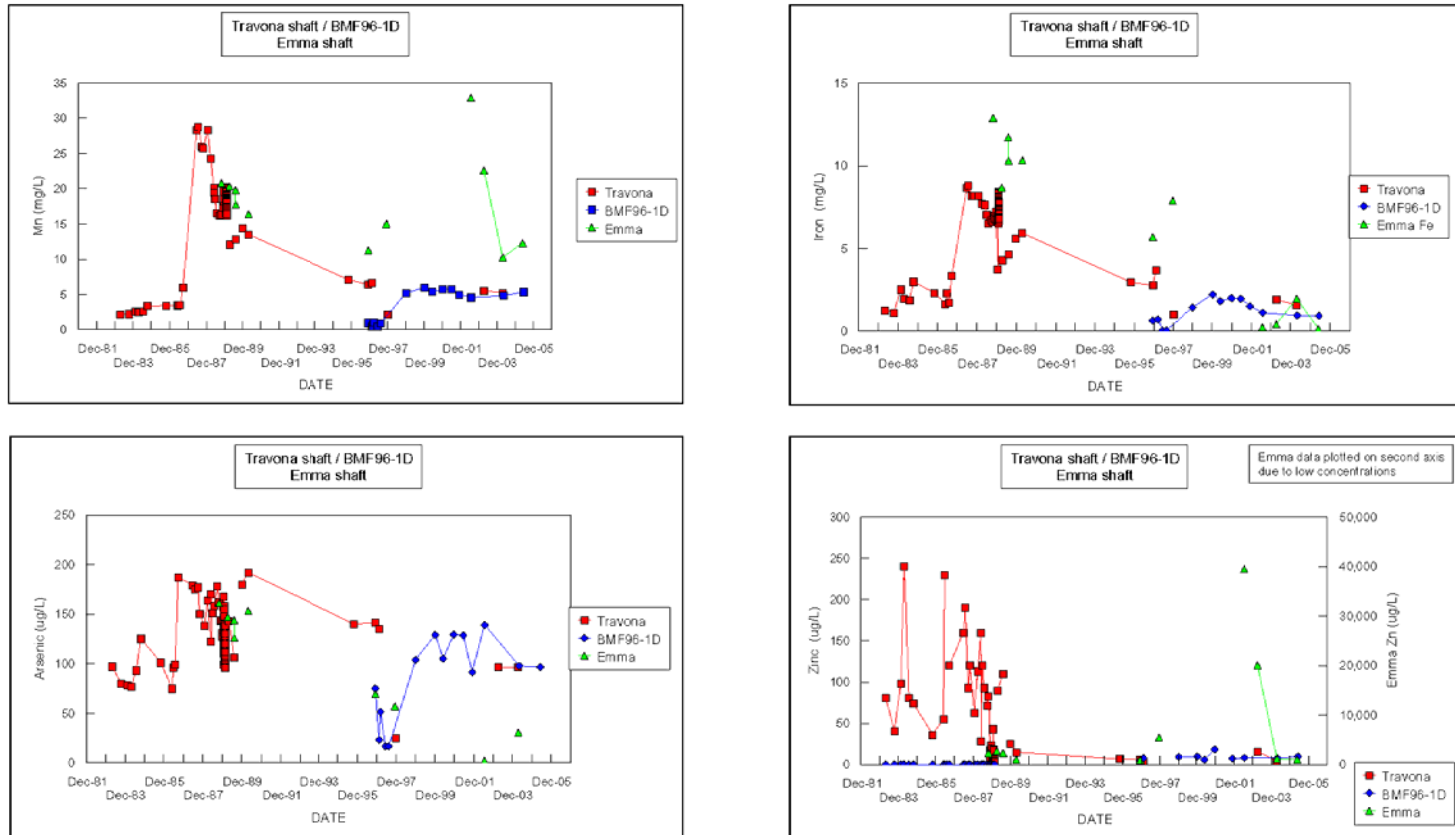 Travona shaft / BMF96-1D
Emma shaft
35
30
25
20
15
10
5
0
Mn (mg/L)
Dec-81
Dec-85
Dec-89
Dec-93
Dec-97
Dec-01
Dec-05
Dec-83
Dec-87
Dec-91
Dec-95
Dec-99
Dec-03
DATE
Travona
BMF96-1D
Emma
Travona shaft / BMF96-1D
Emma shaft
15
10
5
0
Iron (mg/L)
Dec-81
Dec-85
Dec-89
Dec-93
Dec-97
Dec-01
Dec-05
Dec-83
Dec-87
Dec-91
Dec-95
Dec-99
Dec-03
DATE
Travona
BMF96-1D
Emma Fe
Travona shaft / BMF96-1D
Emma shaft
250
200
150
100
50
0
Arsenic (ug/L)
Dec-81
Dec-85
Dec-89
Dec-93
Dec-97
Dec-01
Dec-05
Dec-83
Dec-87
Dec-91
Dec-95
Dec-99
Dec-03
DATE
Travona
BMF96-1D
Emma
Travona shaft / BMF96-1D
Emma shaft
Emma data plotted on second axis
due to low concentrations
300
250
200
150
100
50
0
Zinc (ug/L)
50,000
40,000
30,000
20,000
10,000
0
Emma Zn (ug/L)
Dec-81
Dec-85
Dec-89
Dec-93
Dec-97
Dec-01
Dec-05
Dec-83
Dec-87
Dec-91
Dec-95
Dec-99
Dec-03
DATE
Travona
BMF96-1D
Emma